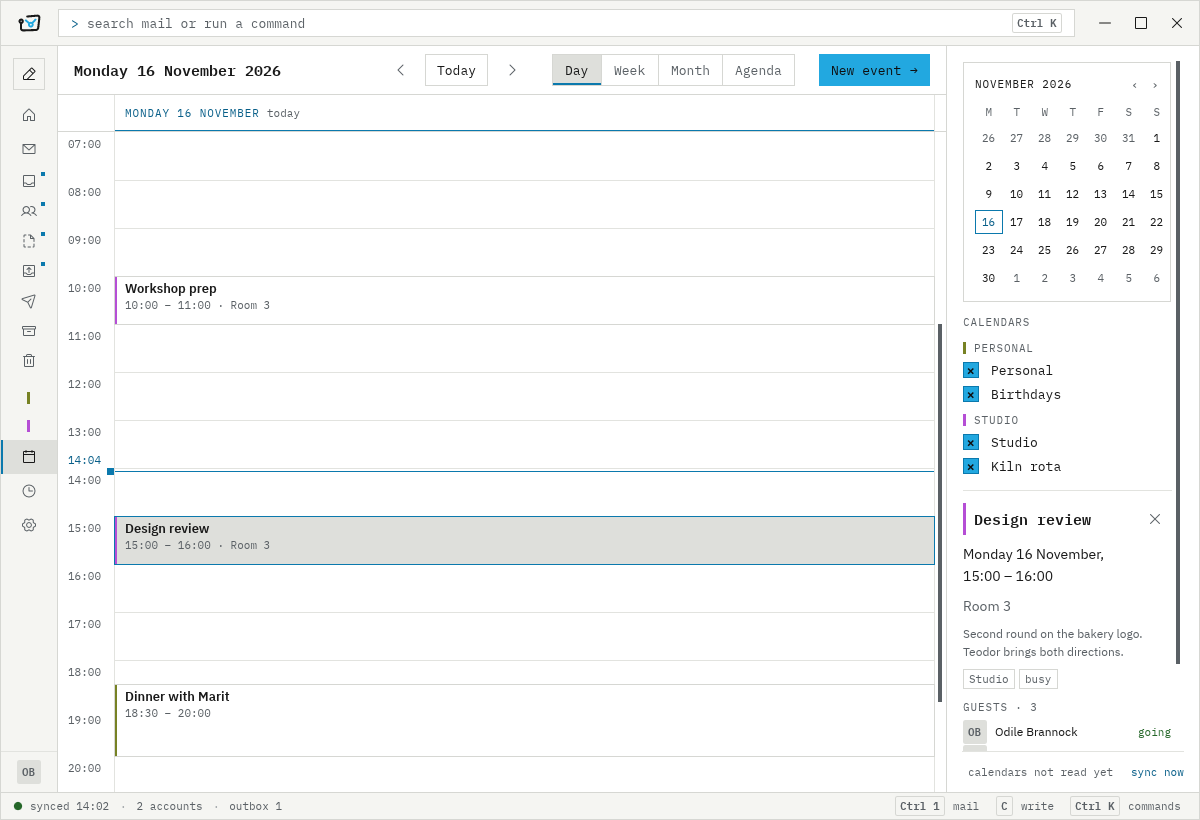 > search mail or run a command Ctrl K
Monday 16 November 2026
Today
Day Week Month Agenda
New event →
MONDAY 16 NOVEMBER today
07:00
08:00
09:00
10:00
11:00
12:00
13:00
14:04
14:00
15:00
16:00
17:00
18:00
19:00
20:00
Workshop prep
10:00 – 11:00 · Room 3
Design review
15:00 – 16:00 · Room 3
Dinner with Marit
18:30 – 20:00
NOVEMBER 2026 ‹ ›
M T W T F S S
26 27 28 29 30 31 1
2 3 4 5 6 7 8
9 10 11 12 13 14 15
16 17 18 19 20 21 22
23 24 25 26 27 28 29
30 1 2 3 4 5 6
CALENDARS
PERSONAL
Personal
Birthdays
STUDIO
Studio
Kiln rota
Design review
Monday 16 November,
15:00 – 16:00
Room 3
Second round on the bakery logo.
Teodor brings both directions.
Studio busy
GUESTS · 3
OB Odile Brannock going
calendars not read yet sync now
OB
synced 14:02 · 2 accounts · outbox 1
Ctrl 1 mail C write Ctrl K commands